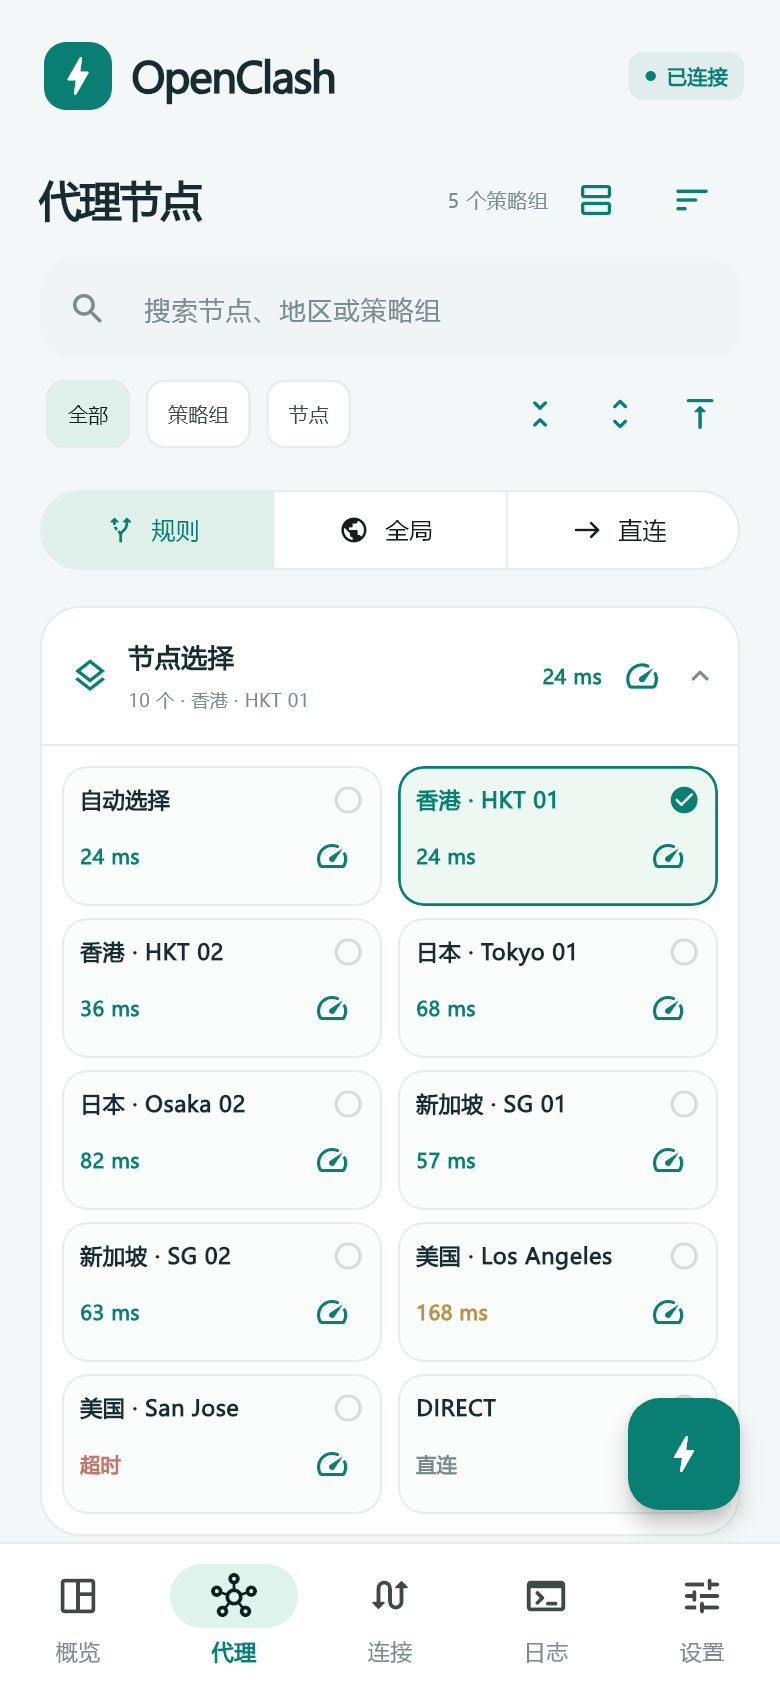 OpenClash
已连接
代理节点
5 个策略组
搜索节点、地区或策略组
全部
策略组
节点
规则
全局
直连
节点选择
10 个 · 香港 · HKT 01
24 ms
自动选择
24 ms
香港 · HKT 01
24 ms
香港 · HKT 02
36 ms
日本 · Tokyo 01
68 ms
日本 · Osaka 02
82 ms
新加坡 · SG 01
57 ms
新加坡 · SG 02
63 ms
美国 · Los Angeles
168 ms
美国 · San Jose
超时
DIRECT
直连
概览
代理
连接
日志
设置